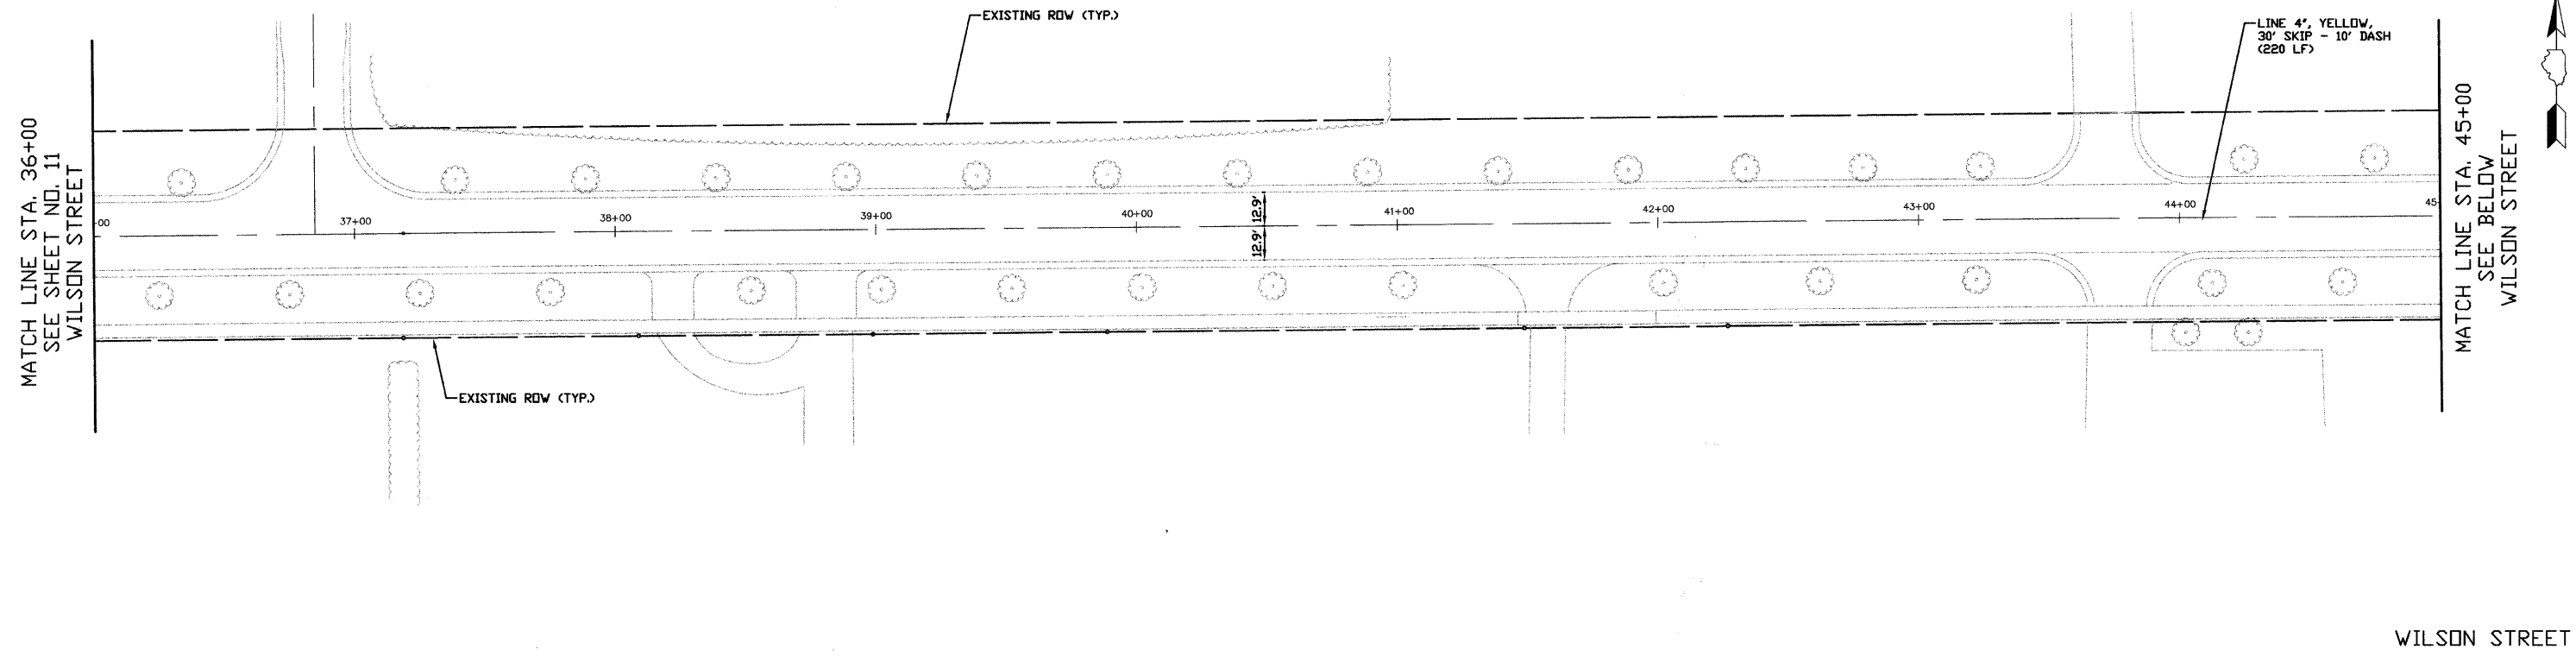 EXISTING ROW (TYP.)
LINE 4", YELLOW,
30' SKIP - 10' DASH
(220 LF)
MATCH LINE STA. 36+00
SEE SHEET NO. 11
WILSON STREET
00
37+00
38+00
39+00
40+00
41+00
42+00
43+00
44+00
45
12.9'
12.9'
MATCH LINE STA. 45+00
SEE BELOW
WILSON STREET
EXISTING ROW (TYP.)
WILSON STREET